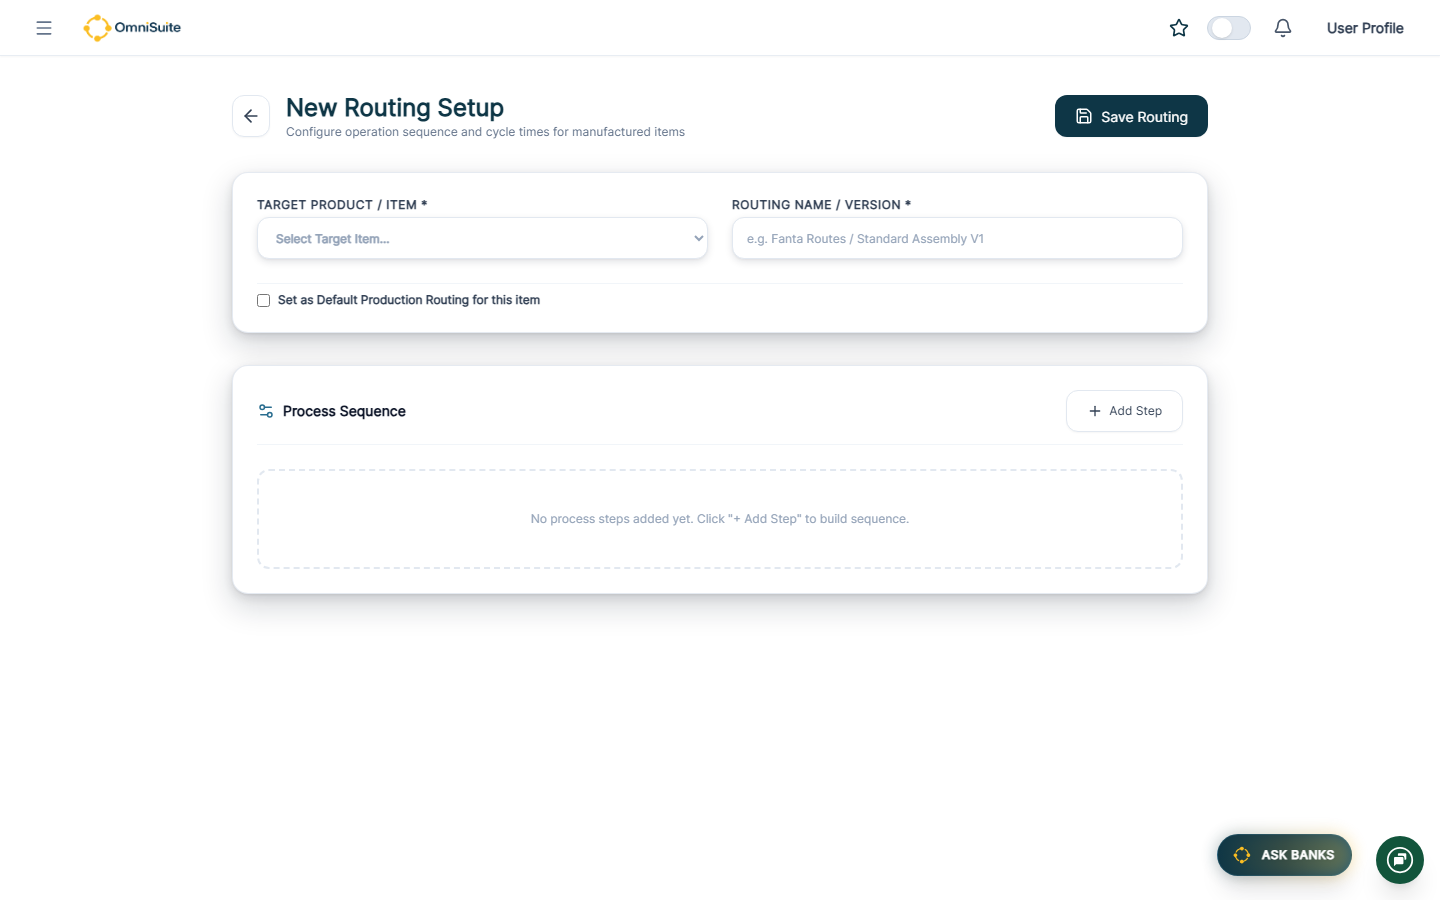 OmniSuite
User Profile
New Routing Setup
Configure operation sequence and cycle times for manufactured items
Save Routing
TARGET PRODUCT / ITEM *
Select Target Item...
ROUTING NAME / VERSION *
e.g. Fanta Routes / Standard Assembly V1
Set as Default Production Routing for this item
Process Sequence
Add Step
No process steps added yet. Click "+ Add Step" to build sequence.
ASK BANKS